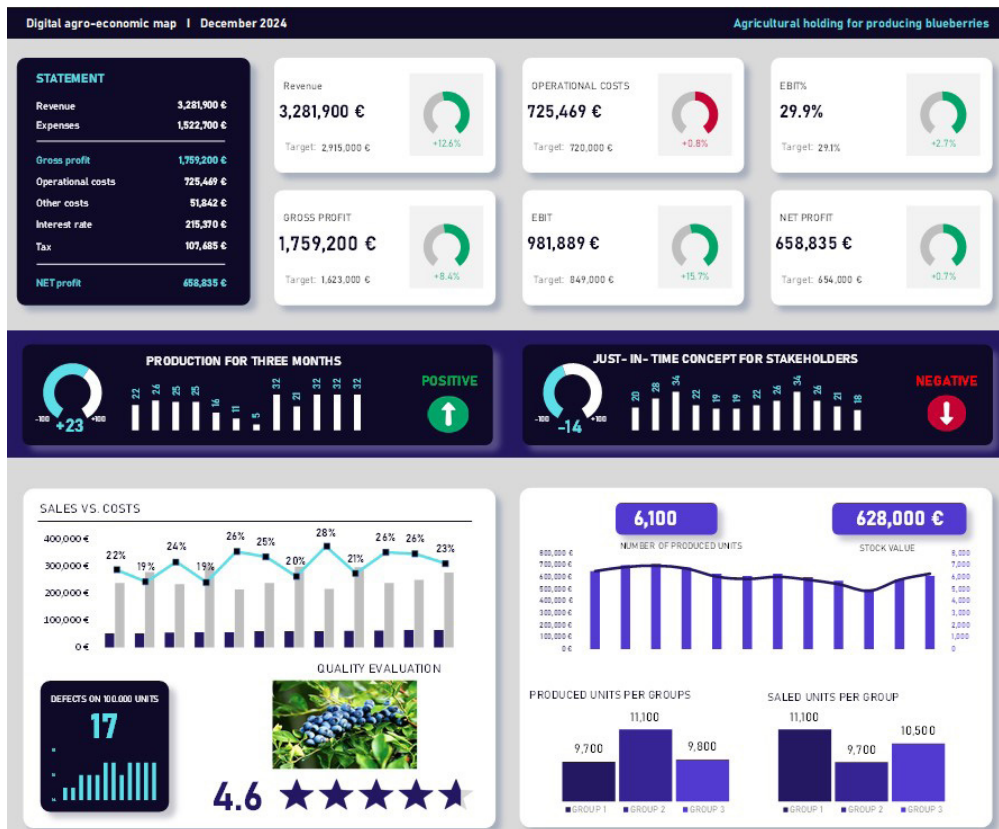 Digital agro-economic map I December 2024
Agricultural holding for producing blueberries
STATEMENT
Revenue 3,281,900 €
Expenses 1,522,700 €
Gross profit 1,759,200 €
Operational costs 725,469 €
Other costs 51,842 €
Interest rate 215,370 €
Tax 107,685 €
NET profit 658,835 €
Revenue
3,281,900 €
Target: 2,915,000 €
+12.6%
OPERATIONAL COSTS
725,469 €
Target: 720,000 €
+0.8%
EBIT%
29.9%
Target: 29.1%
+2.7%
GROSS PROFIT
1,759,200 €
Target: 1,623,000 €
+8.4%
EBIT
981,889 €
Target: 849,000 €
+15.7%
NET PROFIT
658,835 €
Target: 654,000 €
+0.7%
PRODUCTION FOR THREE MONTHS
-100 +100
+23
22 26 25 25 16 11 5 32 21 32 32 32
POSITIVE
JUST- IN- TIME CONCEPT FOR STAKEHOLDERS
-100 +100
-14
20 28 34 22 19 19 22 26 34 26 21 18
NEGATIVE
SALES VS. COSTS
400,000 €
300,000 €
200,000 €
100,000 €
0 €
22% 19% 24% 19% 26% 25% 20% 28% 21% 26% 26% 23%
DEFECTS ON 100.000 UNITS
17
QUALITY EVALUATION
4.6
6,100
NUMBER OF PRODUCED UNITS
628,000 €
STOCK VALUE
800,000 €
700,000 €
600,000 €
500,000 €
400,000 €
300,000 €
200,000 €
100,000 €
0 €
8,000
7,000
6,000
5,000
4,000
3,000
2,000
1,000
0
PRODUCED UNITS PER GROUPS
9,700 11,100 9,800
GROUP 1 GROUP 2 GROUP 3
SALED UNITS PER GROUP
11,100 9,700 10,500
GROUP 1 GROUP 2 GROUP 3